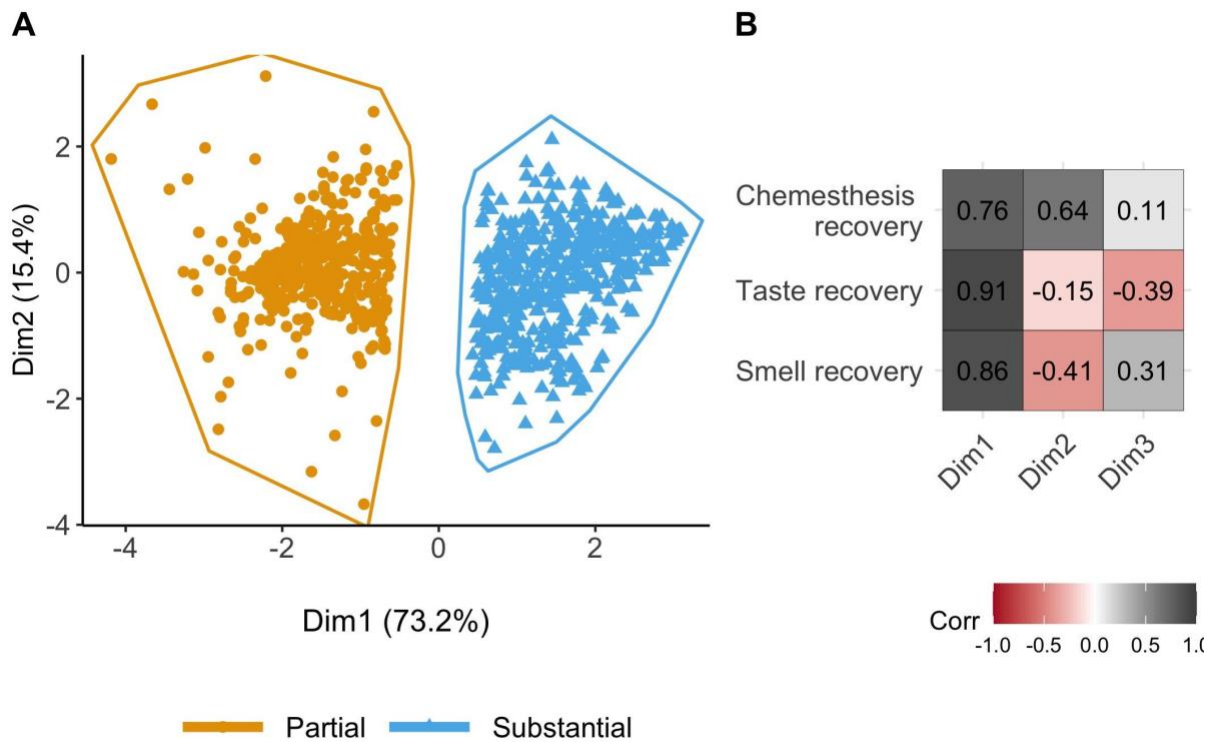 A
Dim2 (15.4%)
2
0
-2
-4
-4
-2
0
2
Dim1 (73.2%)
Partial
Substantial
B
Chemesthesis
recovery
0.76
0.64
0.11
Taste recovery
0.91
-0.15
-0.39
Smell recovery
0.86
-0.41
0.31
Dim1
Dim2
Dim3
Corr
-1.0
-0.5
0.0
0.5
1.0